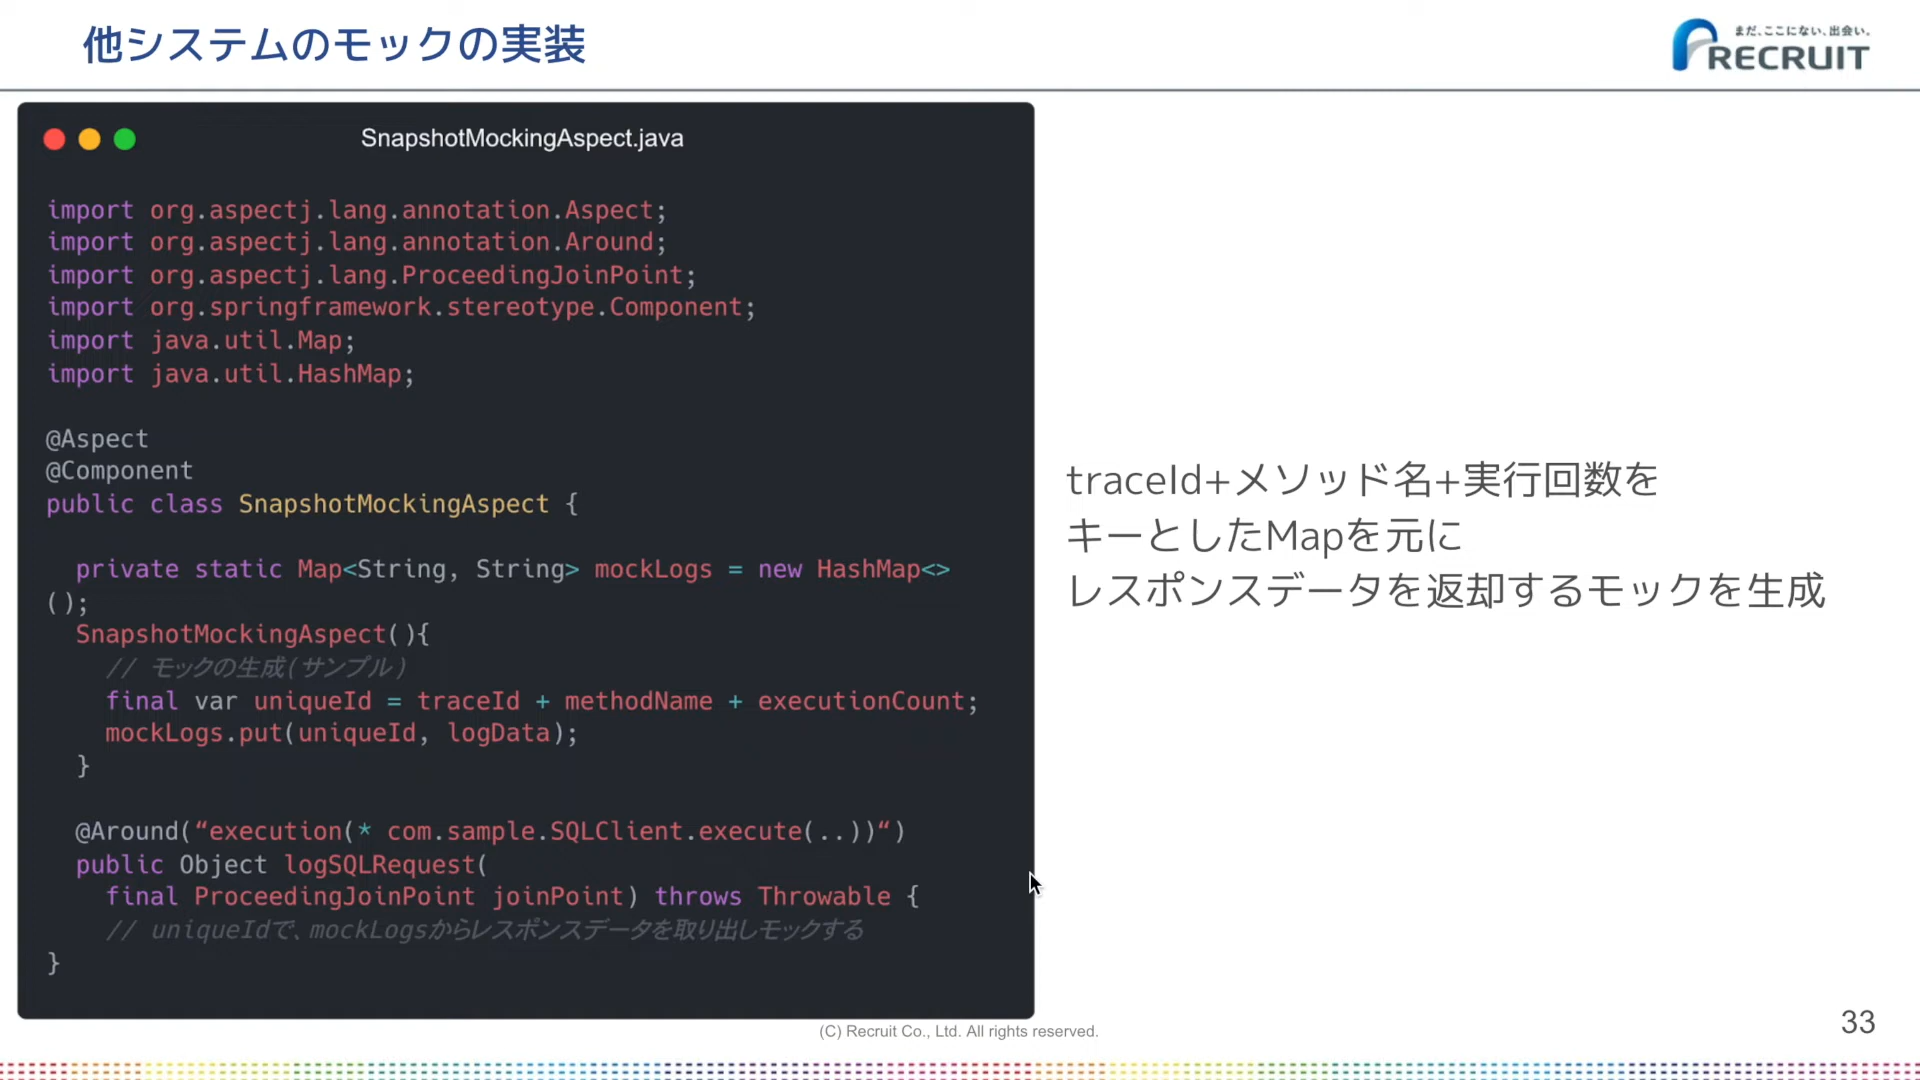 他システムのモックの実装
まだ、ここにない、出会い。
RECRUIT
SnapshotMockingAspect.java
import org.aspectj.lang.annotation.Aspect;
import org.aspectj.lang.annotation.Around;
import org.aspectj.lang.ProceedingJoinPoint;
import org.springframework.stereotype.Component;
import java.util.Map;
import java.util.HashMap;
@Aspect
@Component
public class SnapshotMockingAspect {
private static Map<String, String> mockLogs = new HashMap<>
();
SnapshotMockingAspect(){
// モックの生成(サンプル)
final var uniqueId = traceId + methodName + executionCount;
mockLogs.put(uniqueId, logData);
}
@Around(“execution(* com.sample.SQLClient.execute(..))“)
public Object logSQLRequest(
final ProceedingJoinPoint joinPoint) throws Throwable {
// uniqueIdで、mockLogsからレスポンスデータを取り出しモックする
}
traceId+メソッド名+実行回数を
キーとしたMapを元に
レスポンスデータを返却するモックを生成
(C) Recruit Co., Ltd. All rights reserved.
33